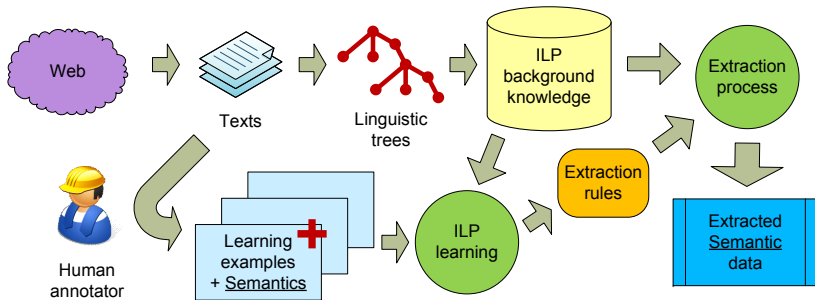 Web
Texts
Linguistic
trees
ILP
background
knowledge
Extraction
process
Human
annotator
Learning
examples
+ Semantics
ILP
learning
Extraction
rules
Extracted
Semantic
data